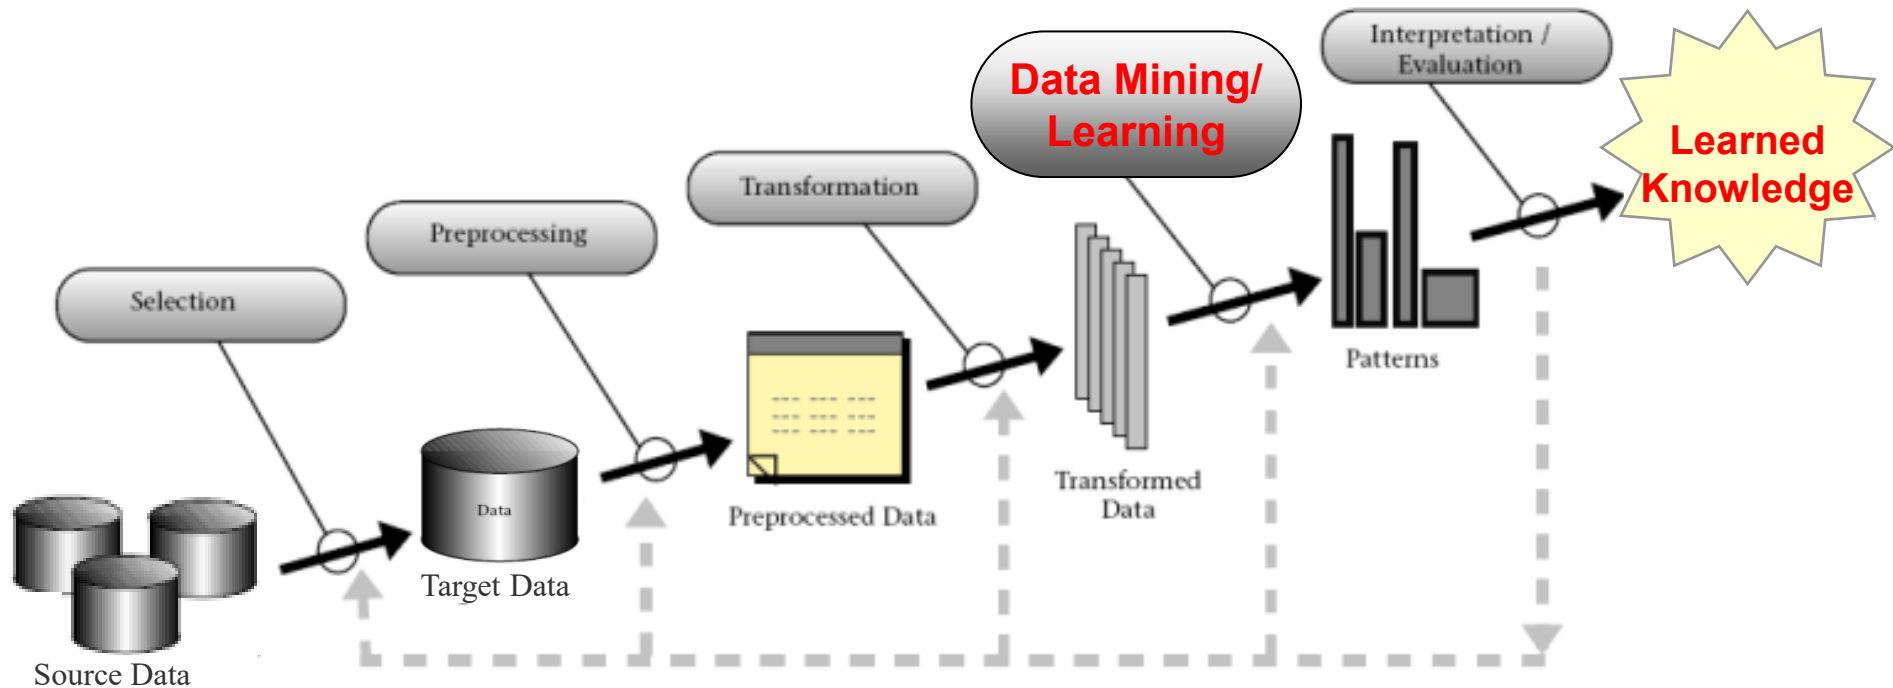 Interpretation /
Evaluation
Data Mining/
Learning
Learned
Knowledge
Transformation
Preprocessing
Selection
Patterns
Transformed
Data
Preprocessed Data
Data
Target Data
Source Data